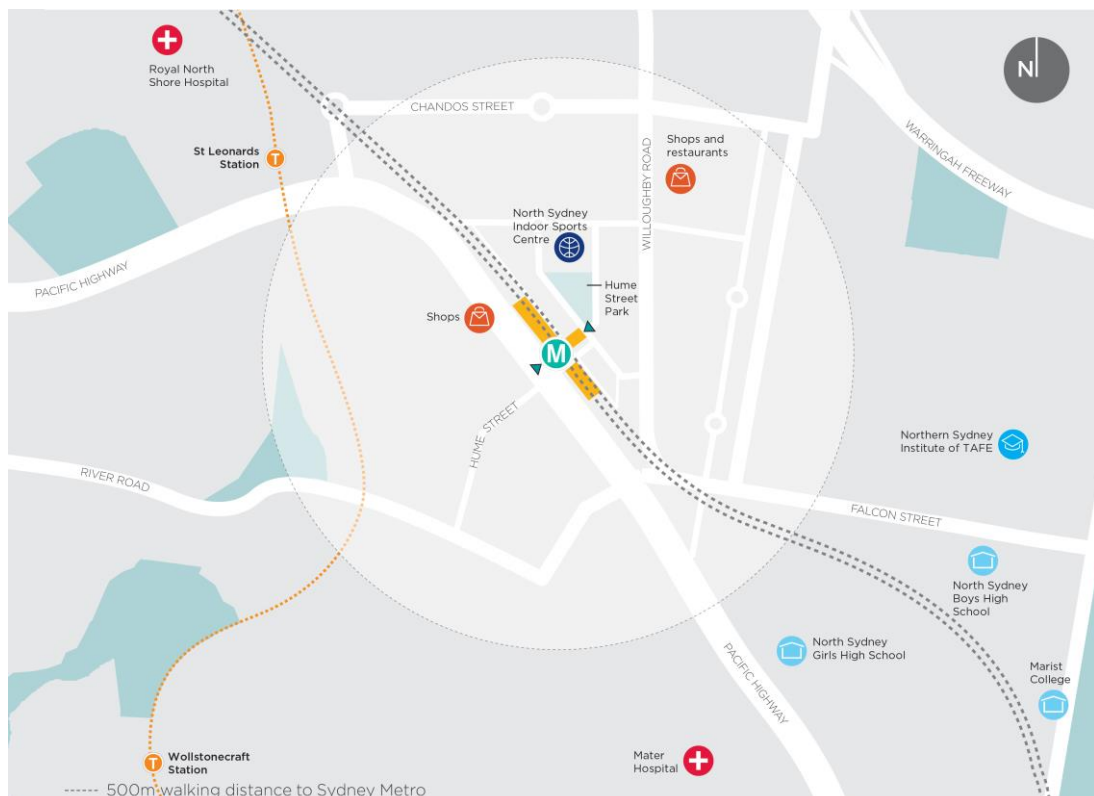 Royal North
Shore Hospital
N
CHANDOS STREET
WARRINGAH FREEWAY
St Leonards
Station
T
Shops and
restaurants
WILLOUGHBY ROAD
North Sydney
Indoor Sports
Centre
PACIFIC HIGHWAY
Hume
Street
Park
Shops
M
HUME STREET
Northern Sydney
Institute of TAFE
RIVER ROAD
FALCON STREET
North Sydney
Boys High
School
North Sydney
Girls High School
PACIFIC HIGHWAY
Marist
College
T
Wollstonecraft
Station
Mater
Hospital
500m walking distance to Sydney Metro